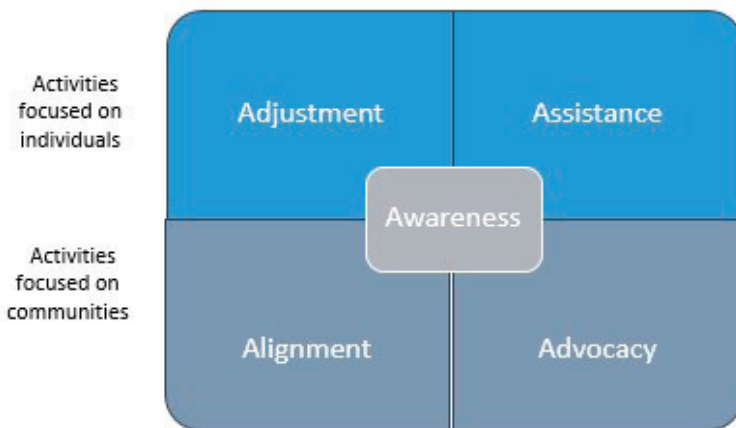 Activities
focused on
individuals
Adjustment
Assistance
Awareness
Activities
focused on
communities
Alignment
Advocacy